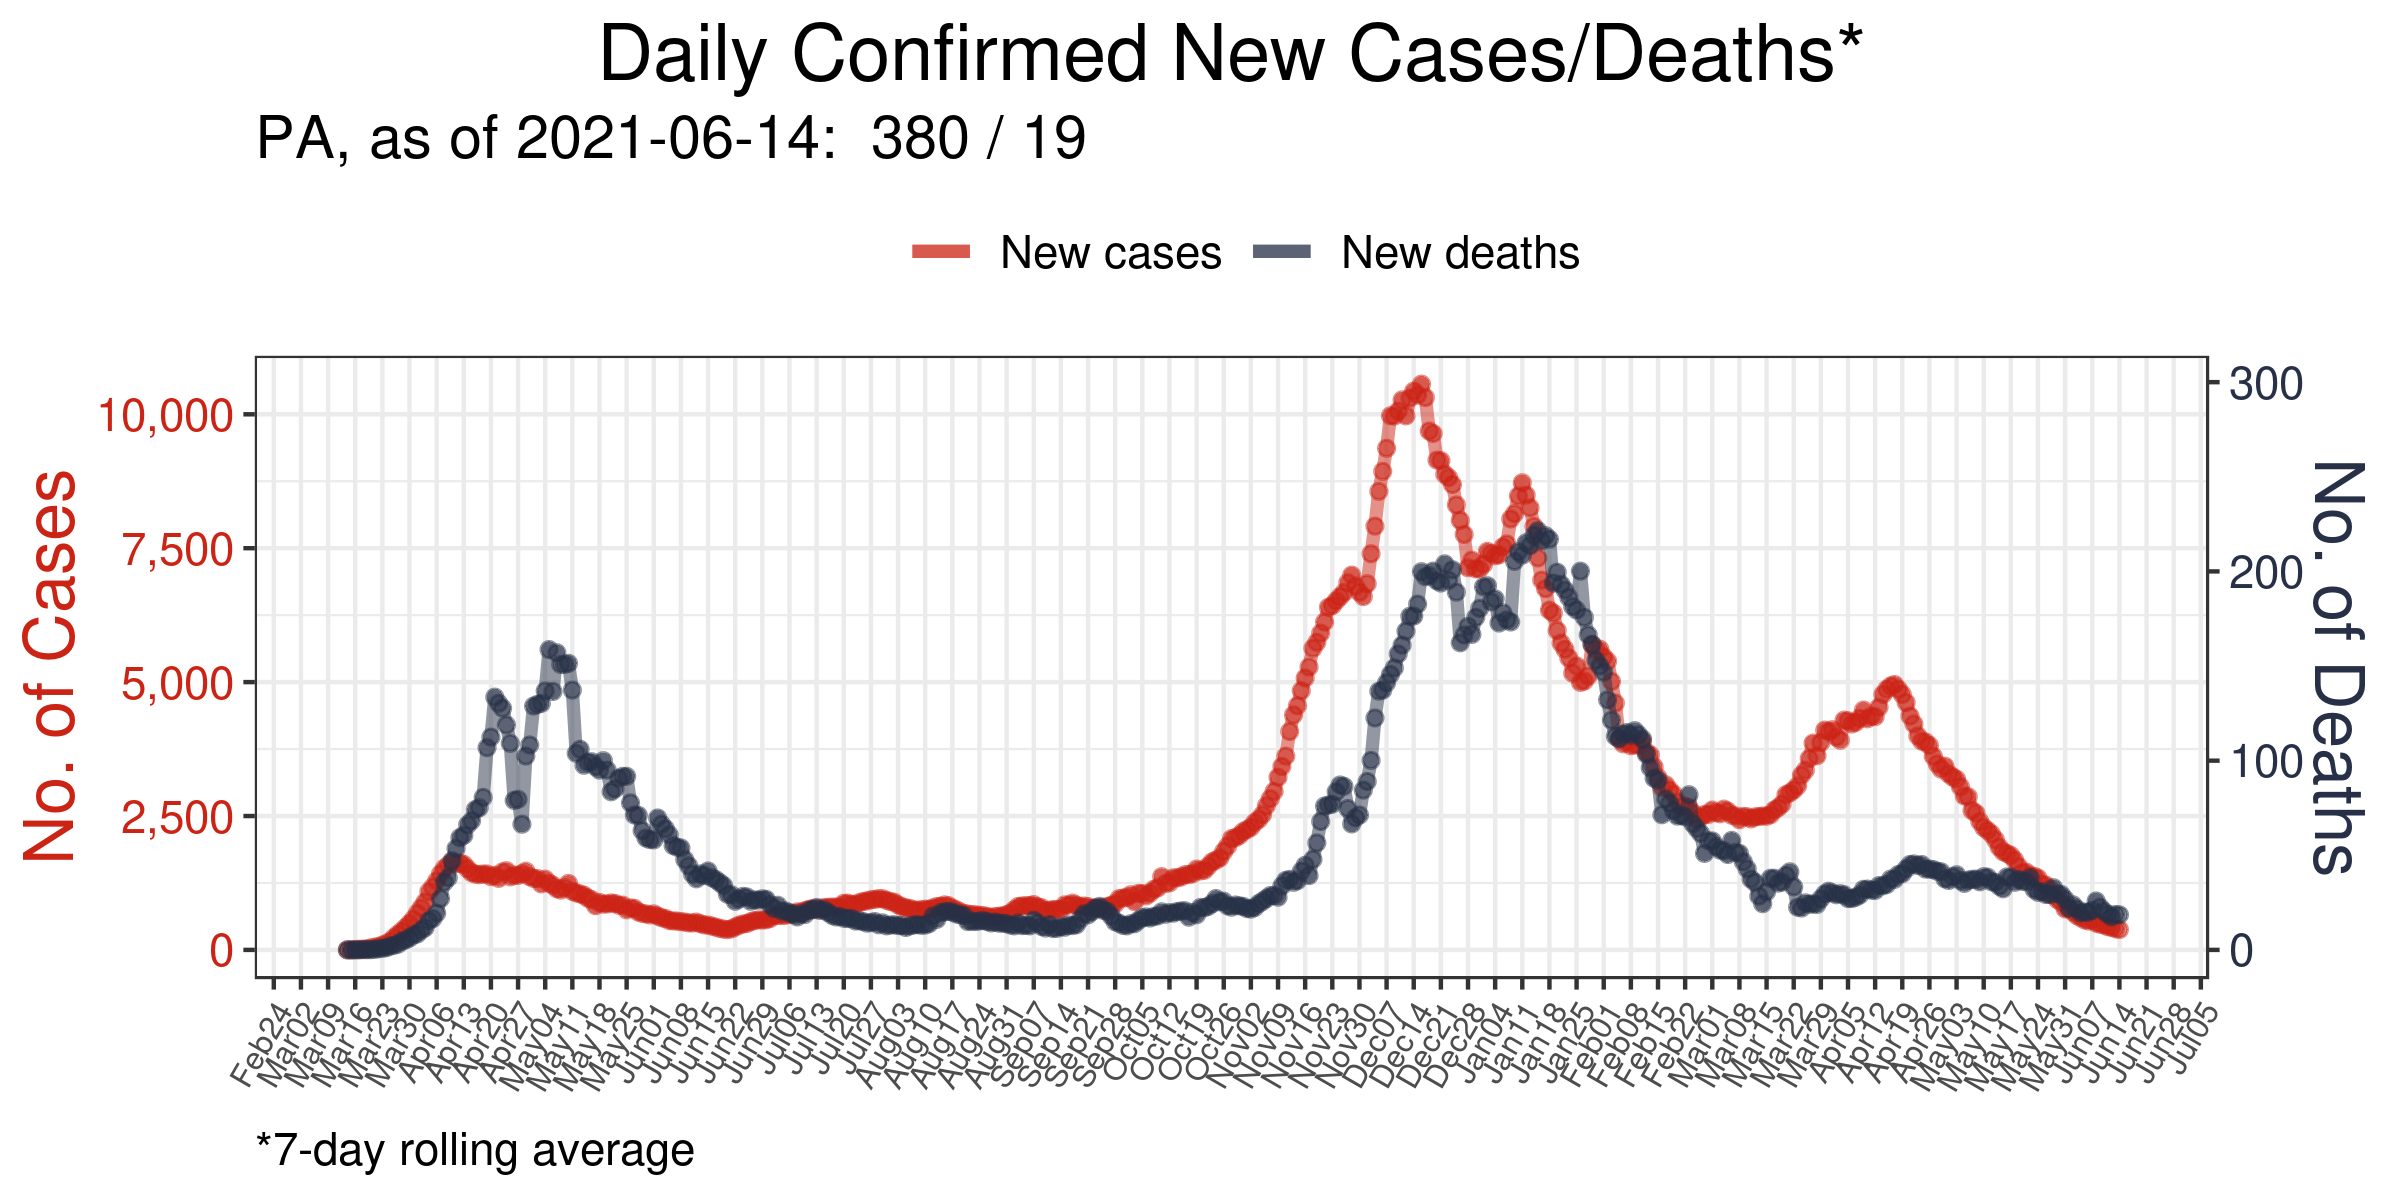 Daily Confirmed New Cases/Deaths*
PA, as of 2021-06-14:  380 / 19
New cases
New deaths
No. of Cases
10,000
7,500
5,000
2,500
0
300
200
100
0
No. of Deaths
Feb24
Mar02
Mar09
Mar16
Mar23
Mar30
Apr06
Apr13
Apr20
Apr27
May04
May11
May18
May25
Jun01
Jun08
Jun15
Jun22
Jun29
Jul06
Jul13
Jul20
Jul27
Aug03
Aug10
Aug17
Aug24
Aug31
Sep07
Sep14
Sep21
Sep28
Oct05
Oct12
Oct19
Oct26
Nov02
Nov09
Nov16
Nov23
Nov30
Dec07
Dec14
Dec21
Dec28
Jan04
Jan11
Jan18
Jan25
Feb01
Feb08
Feb15
Feb22
Mar01
Mar08
Mar15
Mar22
Mar29
Apr05
Apr12
Apr19
Apr26
May03
May10
May17
May24
May31
Jun07
Jun14
Jun21
Jun28
Jul05
*7-day rolling average